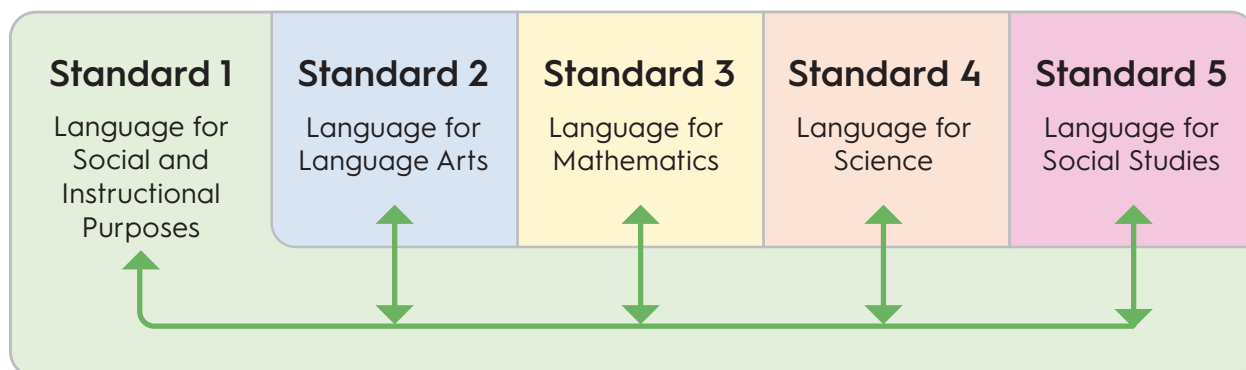 Standard 1
Language for
Social and
Instructional
Purposes
Standard 2
Language for
Language Arts
Standard 3
Language for
Mathematics
Standard 4
Language for
Science
Standard 5
Language for
Social Studies